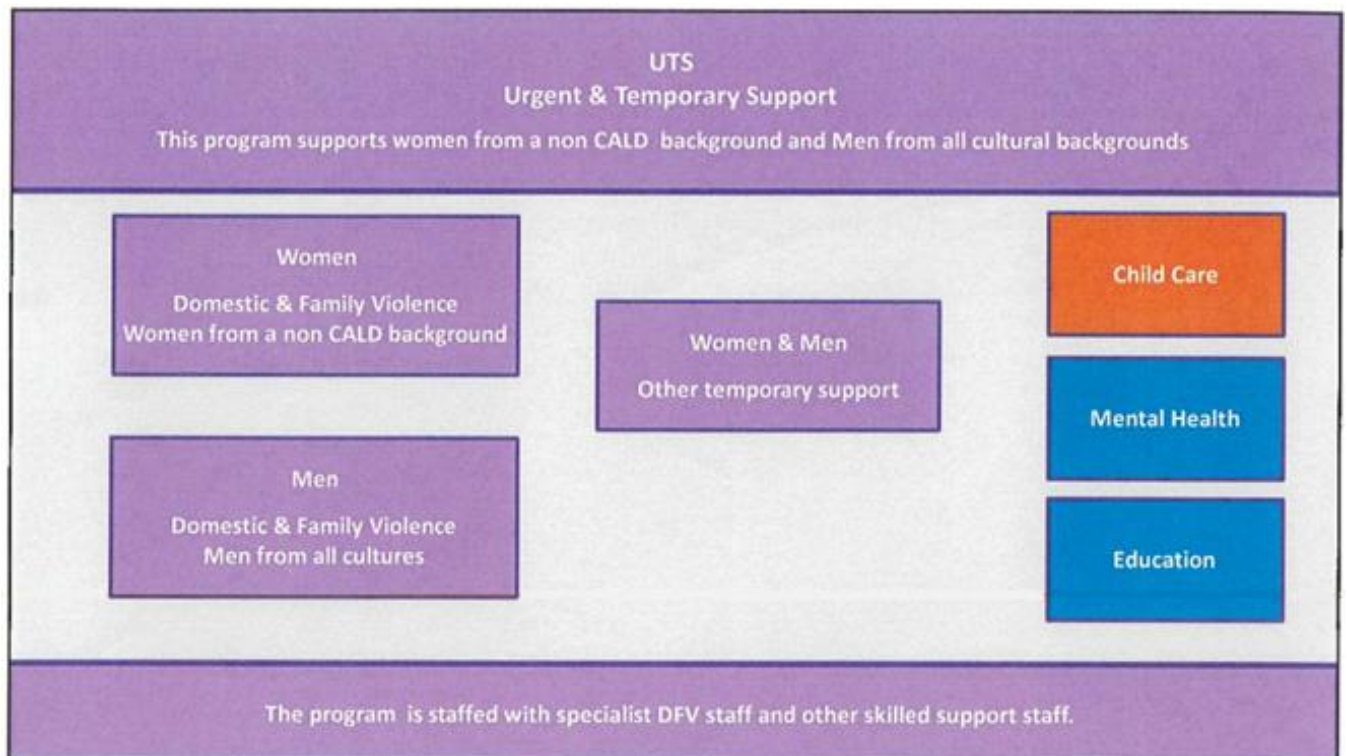 UTS
Urgent & Temporary Support
This program supports women from a non CALD background and Men from all cultural backgrounds
Women
Domestic & Family Violence
Women from a non CALD background
Men
Domestic & Family Violence
Men from all cultures
Women & Men
Other temporary support
Child Care
Mental Health
Education
The program is staffed with specialist DFV staff and other skilled support staff.